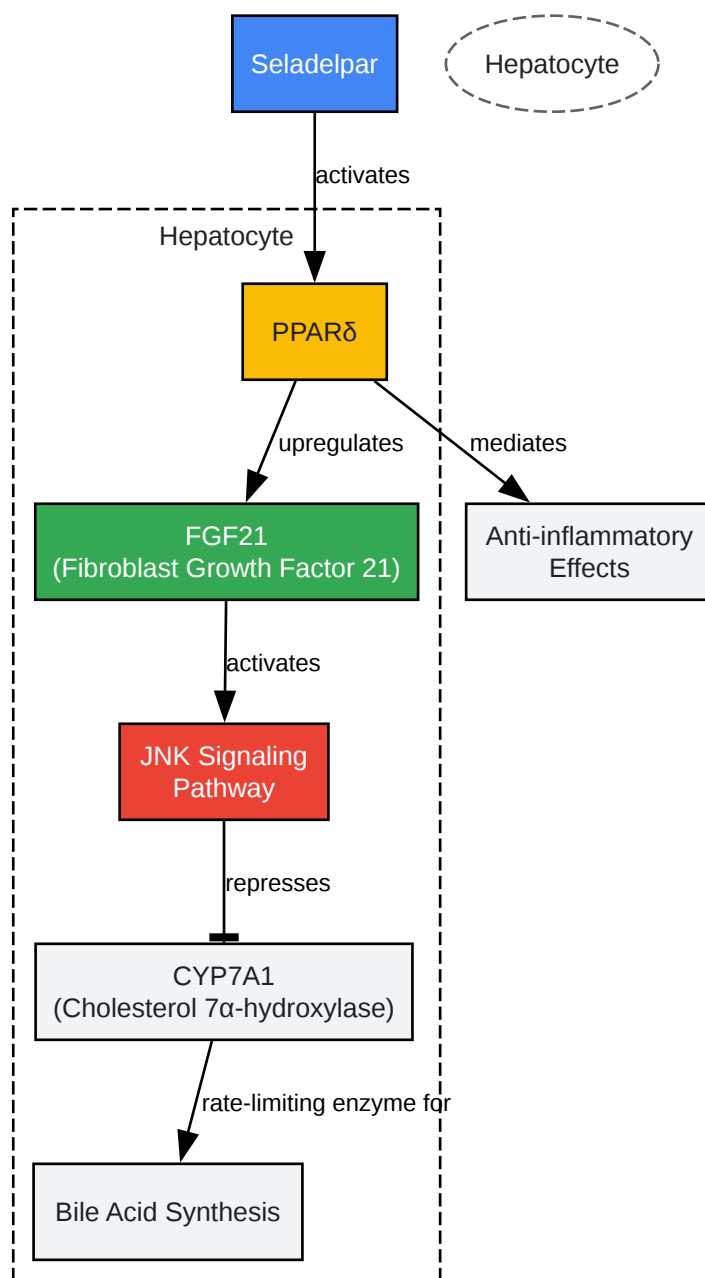 Seladelpar
Hepatocyte
activates
Hepatocyte
PPARδ
upregulates
mediates
FGF21
(Fibroblast Growth Factor 21)
Anti-inflammatory
Effects
activates
JNK Signaling
Pathway
represses
CYP7A1
(Cholesterol 7α-hydroxylase)
rate-limiting enzyme for
Bile Acid Synthesis